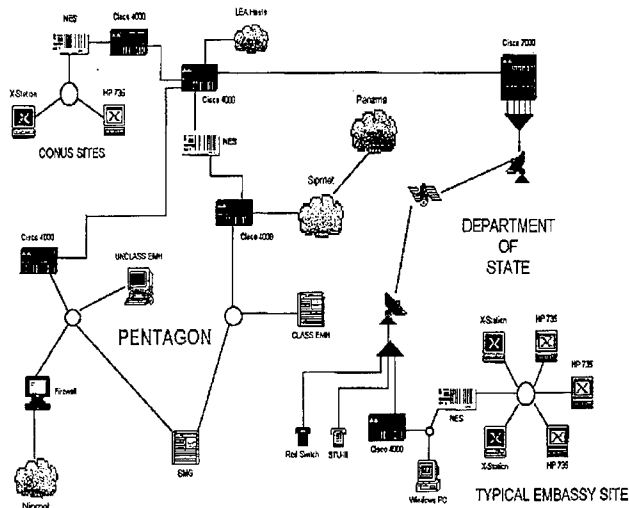 NES
Cisco 4000
LEA Hosts
Cisco 4000
Cisco 7000
X-Station
HP 735
CONUS SITES
NES
Panama
Siprnet
Cisco 4000
DEPARTMENT
OF
STATE
Cisco 4000
UNCLASS EMH
PENTAGON
CLASS EMH
Firewall
SMG
Niprnet
Red Switch
STU-III
Cisco 4000
Windows PC
NES
X-Station
HP 735
HP 735
X-Station
HP 735
TYPICAL EMBASSY SITE